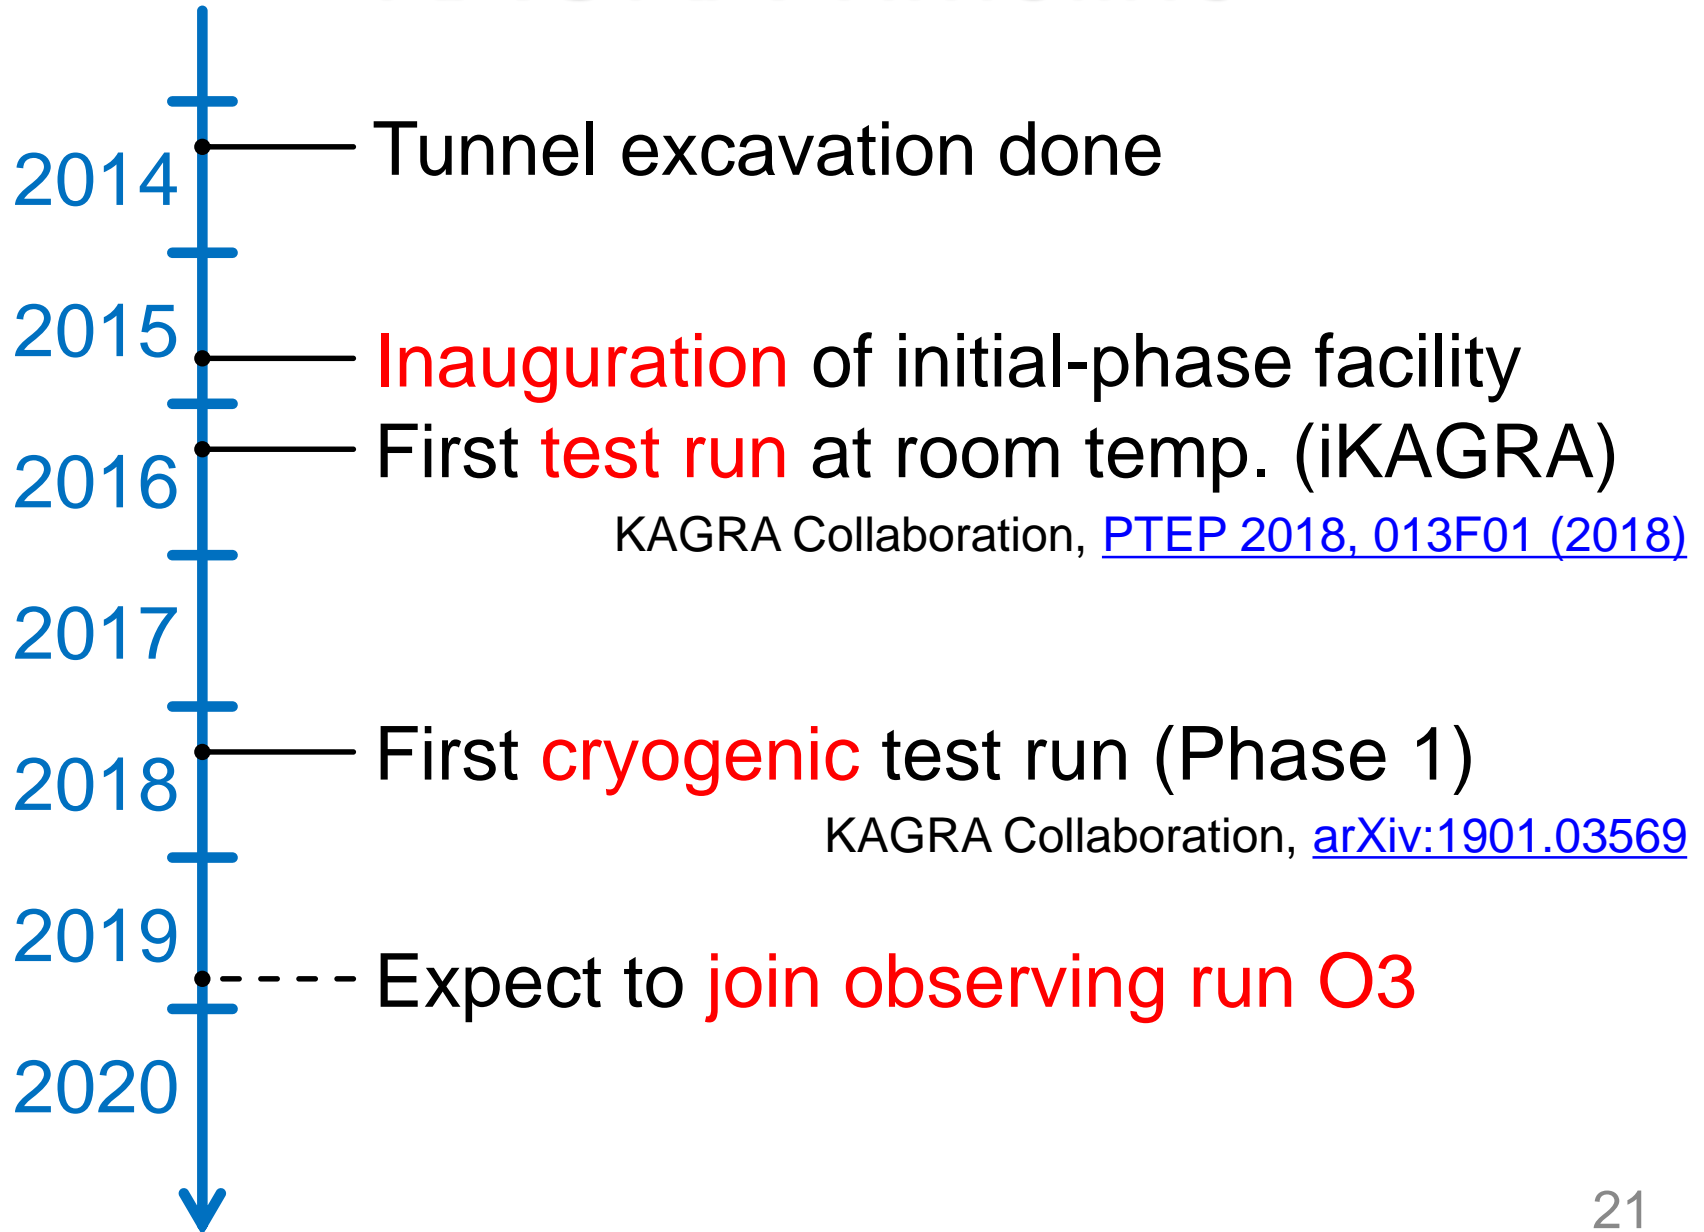 2014
Tunnel excavation done
2015
Inauguration of initial-phase facility
First test run at room temp. (iKAGRA)
2016
KAGRA Collaboration, PTEP 2018, 013F01 (2018)
2017
First cryogenic test run (Phase 1)
2018
KAGRA Collaboration, arXiv:1901.03569
2019
Expect to join observing run O3
2020
21